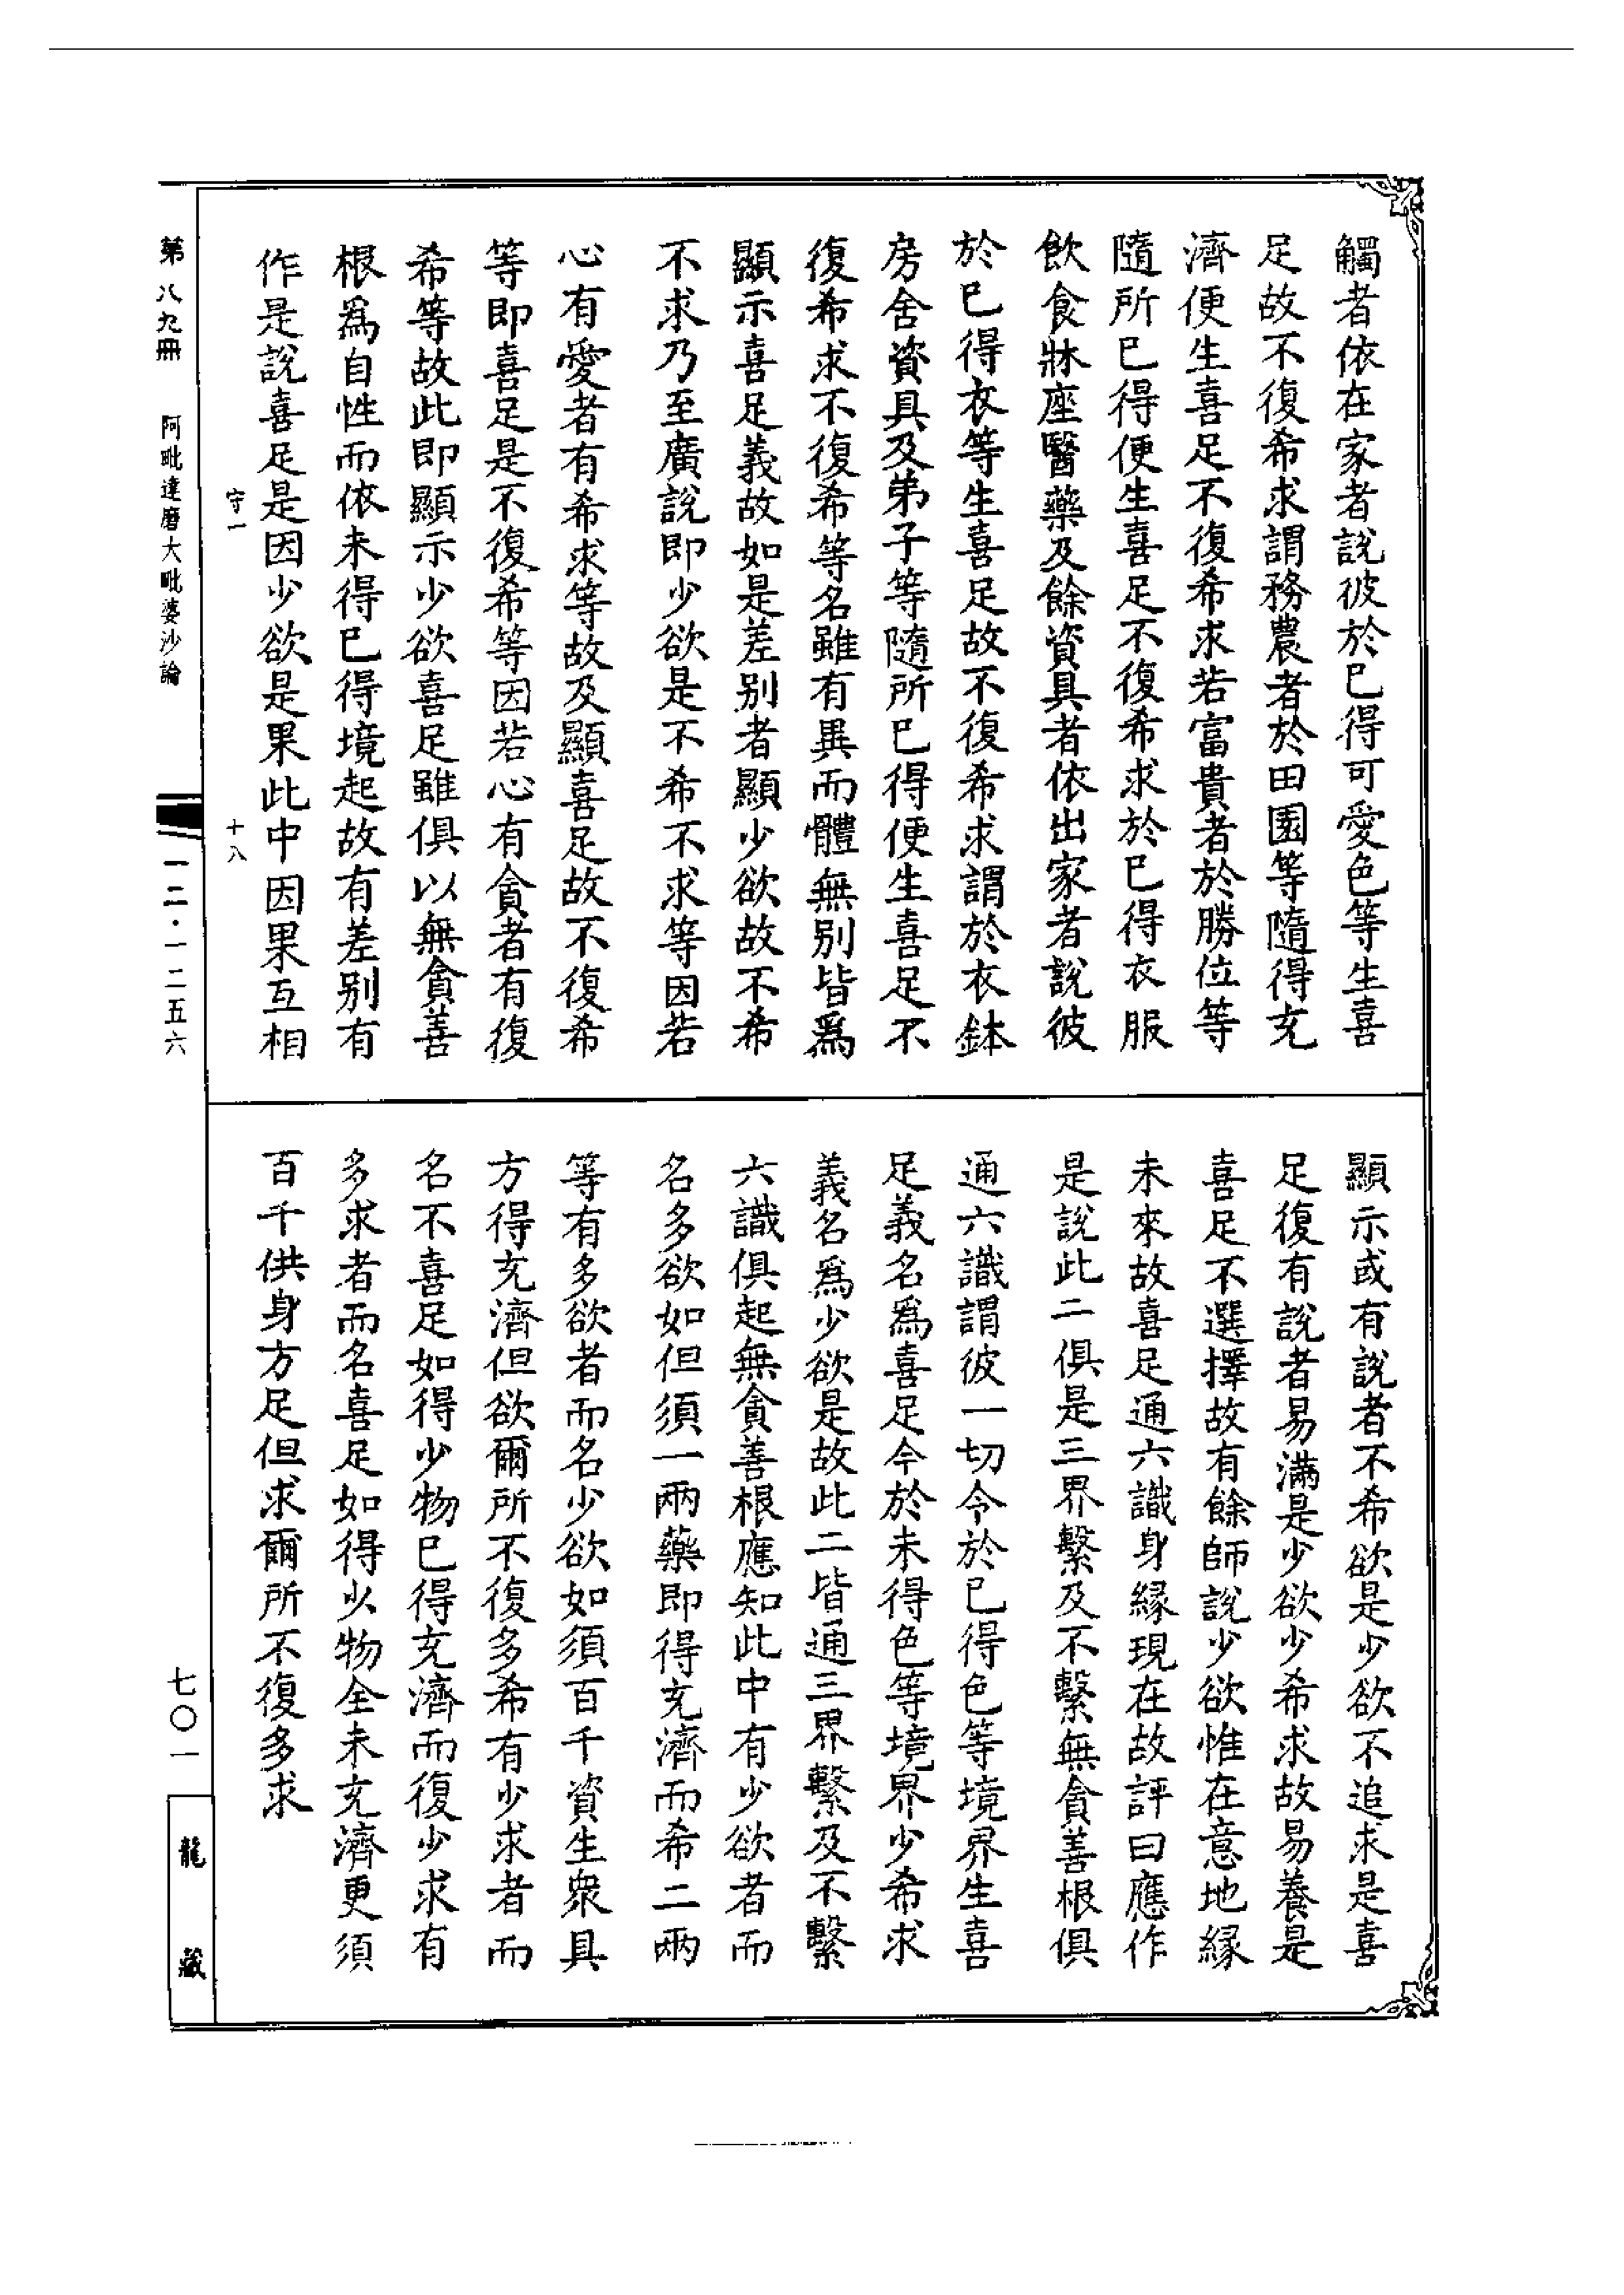 觸者依在家者說彼於已得可愛色等生喜
足故不復希求謂務農者於田園等隨得充
濟便生喜足不復希求若富貴者於勝位等
隨所已得便生喜足不復希求於已得衣服
飲食牀座醫藥及餘資具者依出家者說彼
於已得衣等生喜足故不復希求謂於衣鉢
房舍資具及弟子等隨所已得便生喜足不
復希求不復希等名雖有異而體無别皆爲
顯示喜足義故如是差别者顯少欲故不希
不求乃至廣說即少欲是不希不求等因若
心有愛者有希求等故及顯喜足故不復希
等即喜足是不復希等因若心有貪者有復
希等故此即顯示少欲喜足雖俱以無貪善
根爲自性而依未得已得境起故有差别有
作是說喜足是因少欲是果此中因果互相
守一
十八
顯示或有說者不希欲是少欲不追求是喜
足復有說者易滿是少欲少希求故易養是
喜足不選擇故有餘師說少欲惟在意地緣
未來故喜足通六識身緣現在故評曰應作
是說此二俱是三界繫及不繫無貪善根俱
通六識謂彼一切令於已得色等境界生喜
足義名爲喜足今於未得色等境界少希求
義名爲少欲是故此二皆通三界繫及不繫
六識俱起無貪善根應知此中有少欲者而
名多欲如但須一兩藥即得充濟而希二兩
等有多欲者而名少欲如須百千資生衆具
方得充濟但欲爾所不復多希有少求者而
名不喜足如得少物已得充濟而復少求有
多求者而名喜足如得少物全未充濟更須
百千供身方足但求爾所不復多求
第八九冊
阿毗達磨大毗婆沙論
一二·一二五六
七〇一
龍藏